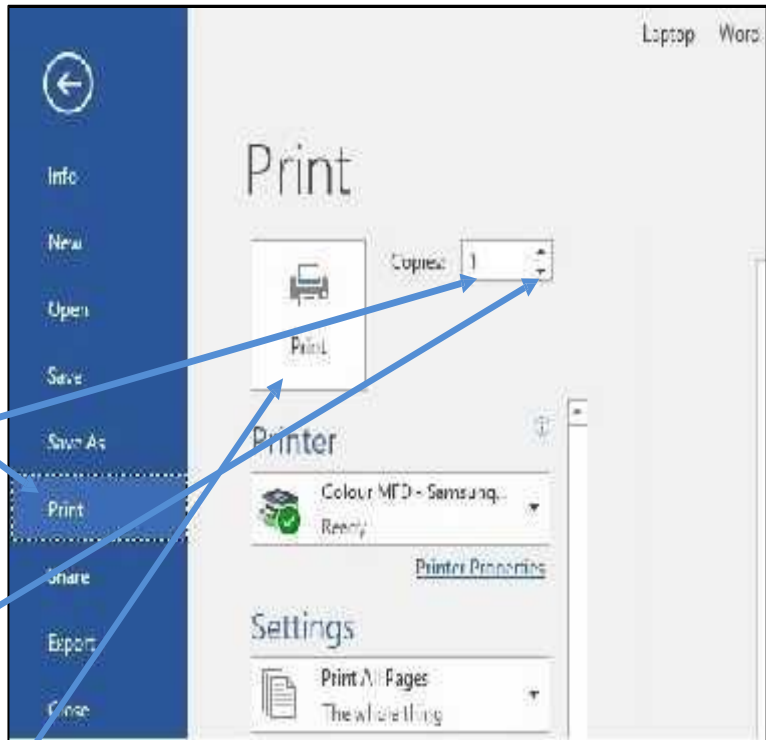 Laptop Word
Info
New
Open
Save
Save As
Print
Share
Export
Close
Print
Copies: 1
Print
Printer
Colour MFD - Samsung...
Ready
Printer Properties
Settings
Print All Pages
The whole thing